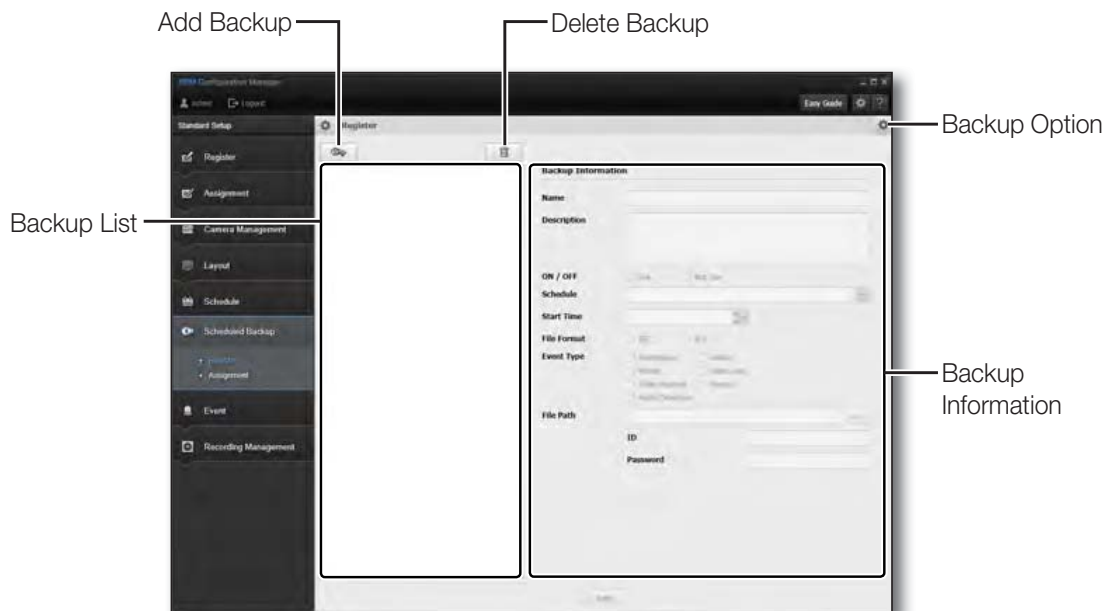 Add Backup
Delete Backup
Configuration Manager
Logout
Easy Guide
?
Backup Option
Standard Setup
Register
Register
Backup Information
Assignment
Name
Description
Backup List
Camera Management
Layout
ON / OFF
Schedule
Schedule
Start Time
Scheduled Backup
File Format
Event Type
Assignment
Backup
Information
Event
File Path
ID
Recording Management
Password